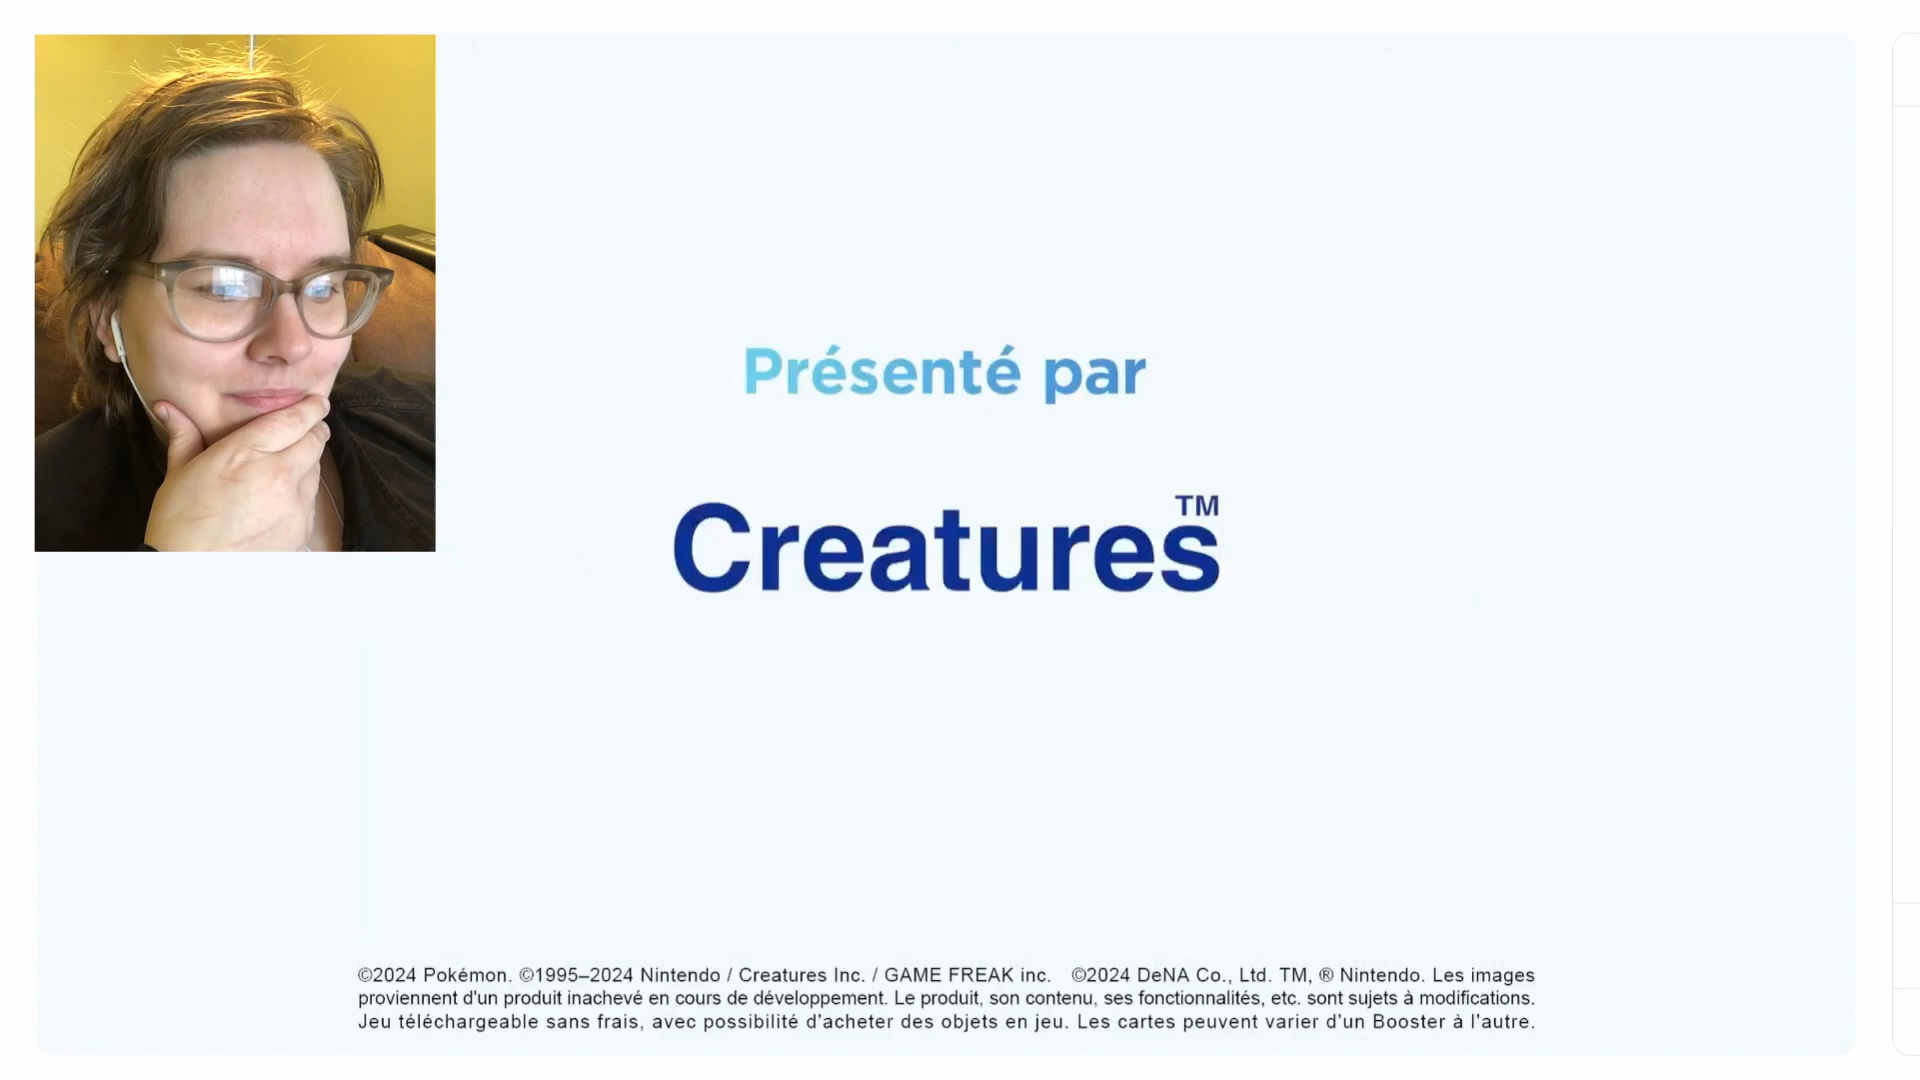 Présenté par
Creatures™
©2024 Pokémon. ©1995–2024 Nintendo / Creatures Inc. / GAME FREAK inc. ©2024 DeNA Co., Ltd. TM, ® Nintendo. Les images
proviennent d'un produit inachevé en cours de développement. Le produit, son contenu, ses fonctionnalités, etc. sont sujets à modifications.
Jeu téléchargeable sans frais, avec possibilité d'acheter des objets en jeu. Les cartes peuvent varier d'un Booster à l'autre.